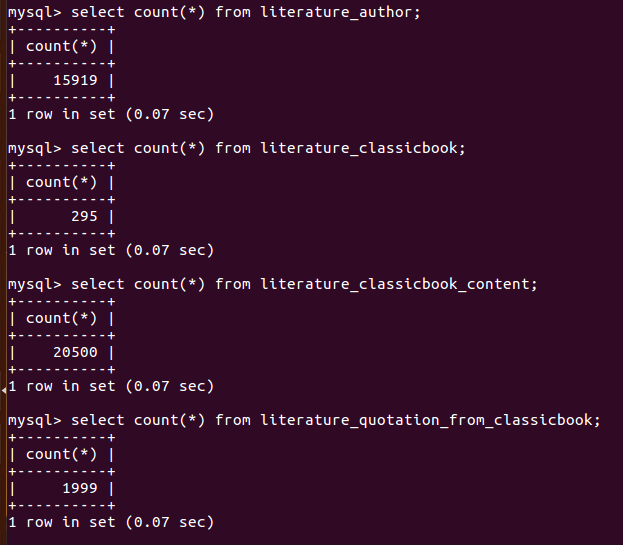 mysql> select count(*) from literature_author;
+----------+
| count(*) |
+----------+
|    15919 |
+----------+
1 row in set (0.07 sec)
mysql> select count(*) from literature_classicbook;
+----------+
| count(*) |
+----------+
|      295 |
+----------+
1 row in set (0.07 sec)
mysql> select count(*) from literature_classicbook_content;
+----------+
| count(*) |
+----------+
|    20500 |
+----------+
1 row in set (0.07 sec)
mysql> select count(*) from literature_quotation_from_classicbook;
+----------+
| count(*) |
+----------+
|     1999 |
+----------+
1 row in set (0.07 sec)